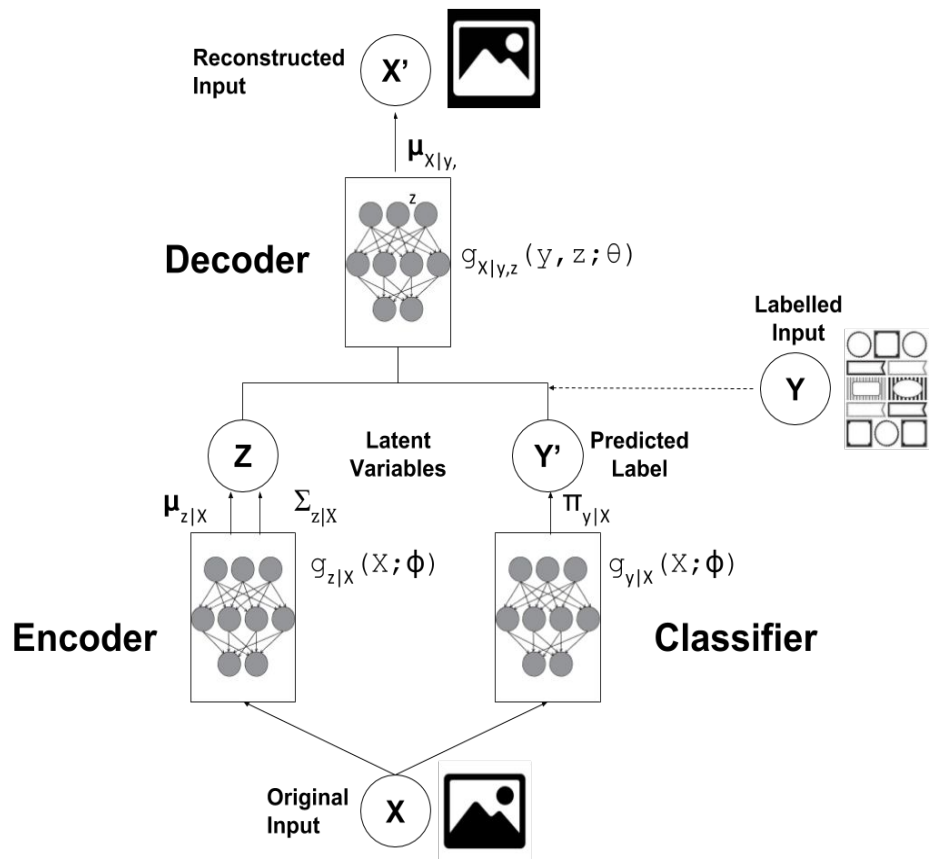 Reconstructed
Input
X’
μX|y,
z
Decoder
gX|y,z(y,z;θ)
Labelled
Input
Y
Z
Latent
Variables
Y’
Predicted
Label
μz|X
Σz|X
πy|X
gz|X(X;ϕ)
gy|X(X;ϕ)
Encoder
Classifier
Original
Input
X